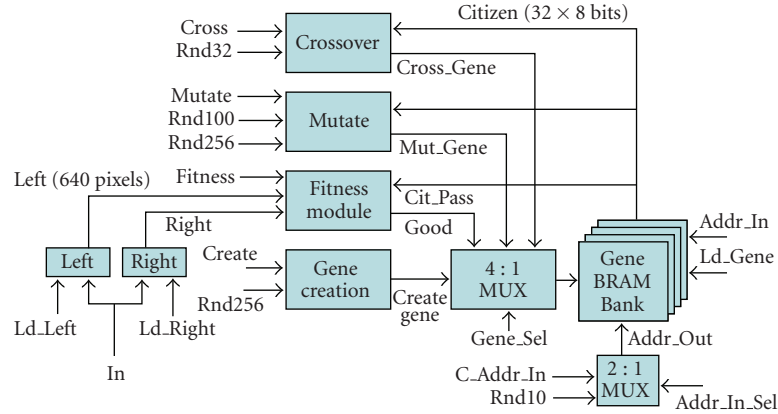 Citizen (32 × 8 bits)
Cross
Rnd32
Crossover
Cross_Gene
Mutate
Rnd100
Rnd256
Mutate
Mut_Gene
Left (640 pixels)
Fitness
Fitness
module
Cit_Pass
Good
Right
Left
Right
Create
Rnd256
Gene
creation
Create
gene
4 : 1
MUX
Gene
BRAM
Bank
Addr_In
Ld_Gene
Ld_Left
Ld_Right
In
Gene_Sel
Addr_Out
C_Addr_In
Rnd10
2 : 1
MUX
Addr_In_Sel